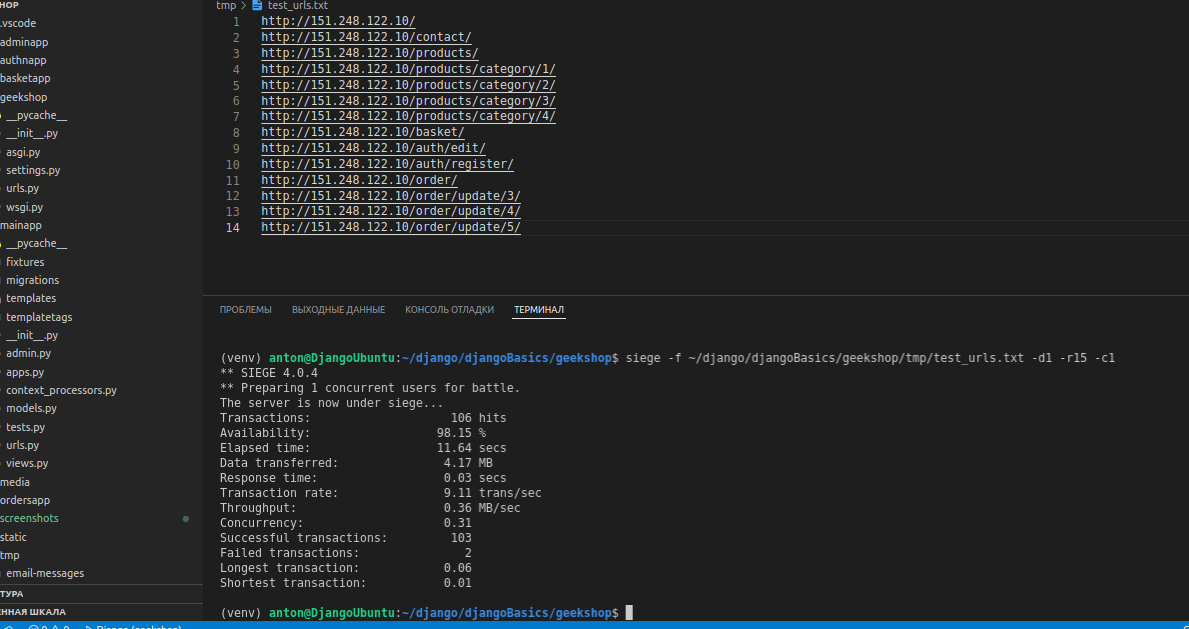 HOP
.vscode
adminapp
authnapp
basketapp
geekshop
__pycache__
__init__.py
asgi.py
settings.py
urls.py
wsgi.py
mainapp
__pycache__
fixtures
migrations
templates
templatetags
__init__.py
admin.py
apps.py
context_processors.py
models.py
tests.py
urls.py
views.py
media
ordersapp
screenshots
static
tmp
email-messages
ТУРА
ЕННАЯ ШКАЛА
tmp > test_urls.txt
1 http://151.248.122.10/
2 http://151.248.122.10/contact/
3 http://151.248.122.10/products/
4 http://151.248.122.10/products/category/1/
5 http://151.248.122.10/products/category/2/
6 http://151.248.122.10/products/category/3/
7 http://151.248.122.10/products/category/4/
8 http://151.248.122.10/basket/
9 http://151.248.122.10/auth/edit/
10 http://151.248.122.10/auth/register/
11 http://151.248.122.10/order/
12 http://151.248.122.10/order/update/3/
13 http://151.248.122.10/order/update/4/
14 http://151.248.122.10/order/update/5/
ПРОБЛЕМЫ ВЫХОДНЫЕ ДАННЫЕ КОНСОЛЬ ОТЛАДКИ ТЕРМИНАЛ
(venv) anton@DjangoUbuntu:~/django/djangoBasics/geekshop$ siege -f ~/django/djangoBasics/geekshop/tmp/test_urls.txt -d1 -r15 -c1
** SIEGE 4.0.4
** Preparing 1 concurrent users for battle.
The server is now under siege...
Transactions: 106 hits
Availability: 98.15 %
Elapsed time: 11.64 secs
Data transferred: 4.17 MB
Response time: 0.03 secs
Transaction rate: 9.11 trans/sec
Throughput: 0.36 MB/sec
Concurrency: 0.31
Successful transactions: 103
Failed transactions: 2
Longest transaction: 0.06
Shortest transaction: 0.01
(venv) anton@DjangoUbuntu:~/django/djangoBasics/geekshop$
Django (geekshop)